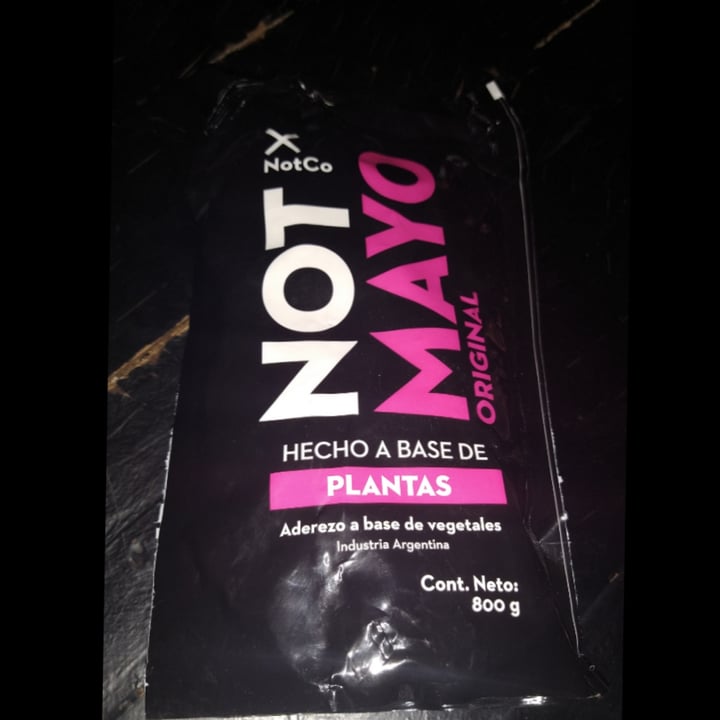 NotCo
NOT
MAYO
ORIGINAL
HECHO A BASE DE
PLANTAS
Aderezo a base de vegetales
Industria Argentina
Cont. Neto:
800 g